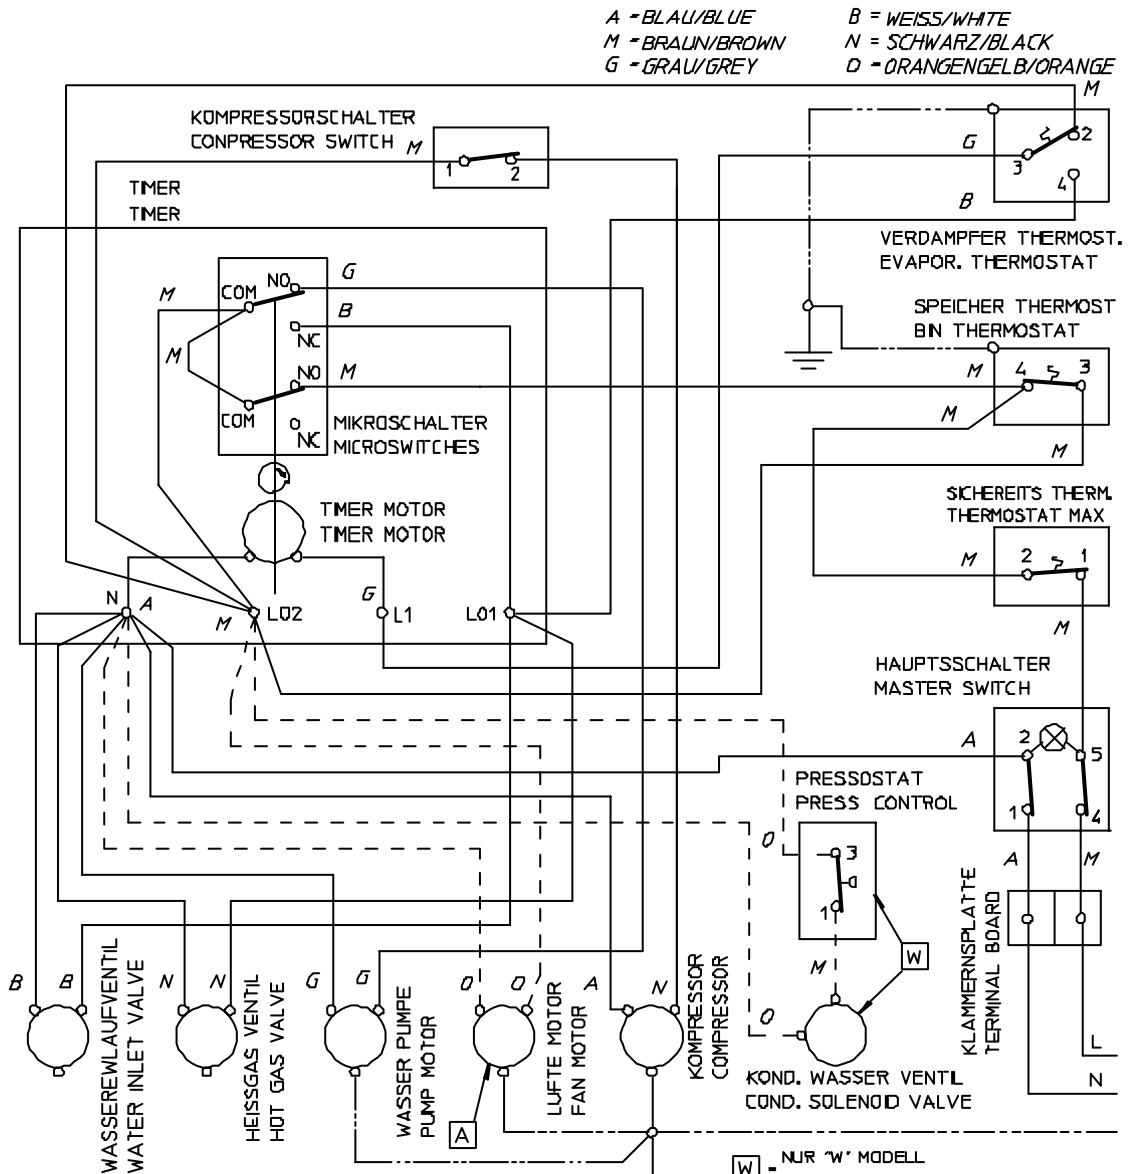 A = BLAU/BLUE
B = WEISS/WHITE
M = BRAUN/BROWN
N = SCHWARZ/BLACK
G = GRAU/GREY
O = ORANGENGELB/ORANGE
M
KOMPRESSORSCHALTER
CONPRESSOR SWITCH
M
1
2
G
2
3
4
B
TIMER
TIMER
VERDAMPFER THERMOST.
EVAPOR. THERMOSTAT
G
NO
COM
M
B
NC
M
NO
M
COM
NC
MIKROSCHALTER
MICROSWITCHES
SPEICHER THERMOST
BIN THERMOSTAT
M
4
3
M
M
TIMER MOTOR
TIMER MOTOR
SICHEREITS THERM.
THERMOSTAT MAX
M
2
1
M
N
A
M
LO2
G
L1
LO1
HAUPTSSCHALTER
MASTER SWITCH
A
2
5
1
4
A
M
PRESSOSTAT
PRESS CONTROL
O
3
1
W
M
O
KLAMMERNSPLATTE
TERMINAL BOARD
L
N
B
B
N
N
G
G
O
O
A
N
WASSEREWLAUFVENTIL
WATER INLET VALVE
HEISSGAS VENTIL
HOT GAS VALVE
WASSER PUMPE
PUMP MOTOR
A
LUFTE MOTOR
FAN MOTOR
KOMPRESSOR
COMPRESSOR
KOND. WASSER VENTIL
COND. SOLENOID VALVE
W = NUR "W" MODELL